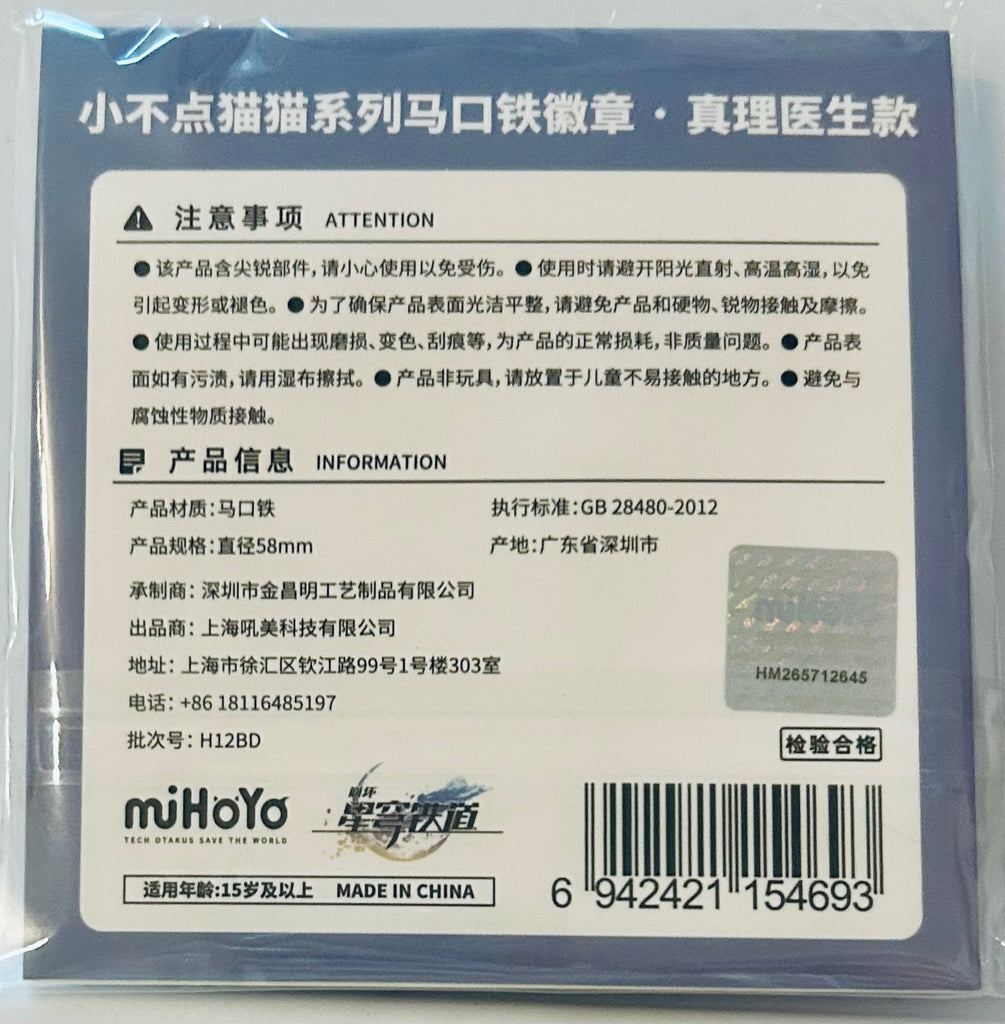 小不点猫猫系列马口铁徽章·真理医生款
注意事项 ATTENTION
●该产品含尖锐部件,请小心使用以免受伤。●使用时请避开阳光直射、高温高湿,以免
引起变形或褪色。●为了确保产品表面光洁平整,请避免产品和硬物、锐物接触及摩擦。
●使用过程中可能出现磨损、变色、刮痕等,为产品的正常损耗,非质量问题。●产品表
面如有污渍,请用湿布擦拭。●产品非玩具,请放置于儿童不易接触的地方。●避免与
腐蚀性物质接触。
产品信息 INFORMATION
产品材质:马口铁 执行标准:GB 28480-2012
产品规格:直径58mm 产地:广东省深圳市
承制商:深圳市金昌明工艺制品有限公司
出品商:上海吼美科技有限公司
地址:上海市徐汇区钦江路99号1号楼303室
电话:+86 18116485197
批次号:H12BD
miHoYo
HM265712645
检验合格
miHoYo
TECH OTAKUS SAVE THE WORLD
崩坏
星穹铁道
适用年龄:15岁及以上 MADE IN CHINA
6 942421 154693